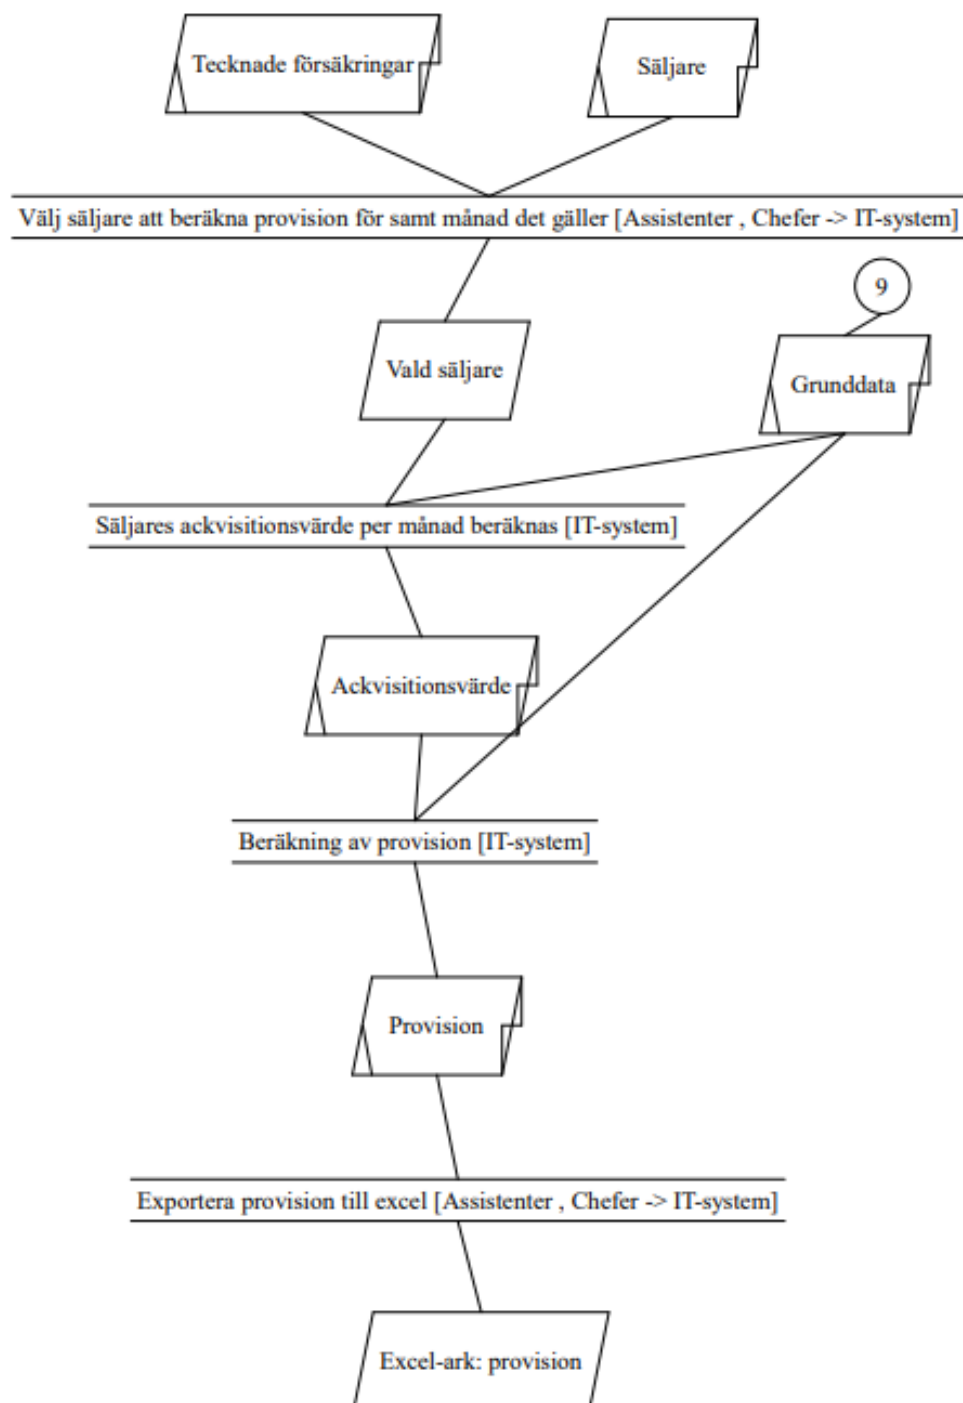 Tecknade försäkringar
Säljare
Välj säljare att beräkna provision för samt månad det gäller [Assistenter , Chefer -> IT-system]
9
Vald säljare
Grunddata
Säljares ackvisitionsvärde per månad beräknas [IT-system]
Ackvisitionsvärde
Beräkning av provision [IT-system]
Provision
Exportera provision till excel [Assistenter , Chefer -> IT-system]
Excel-ark: provision